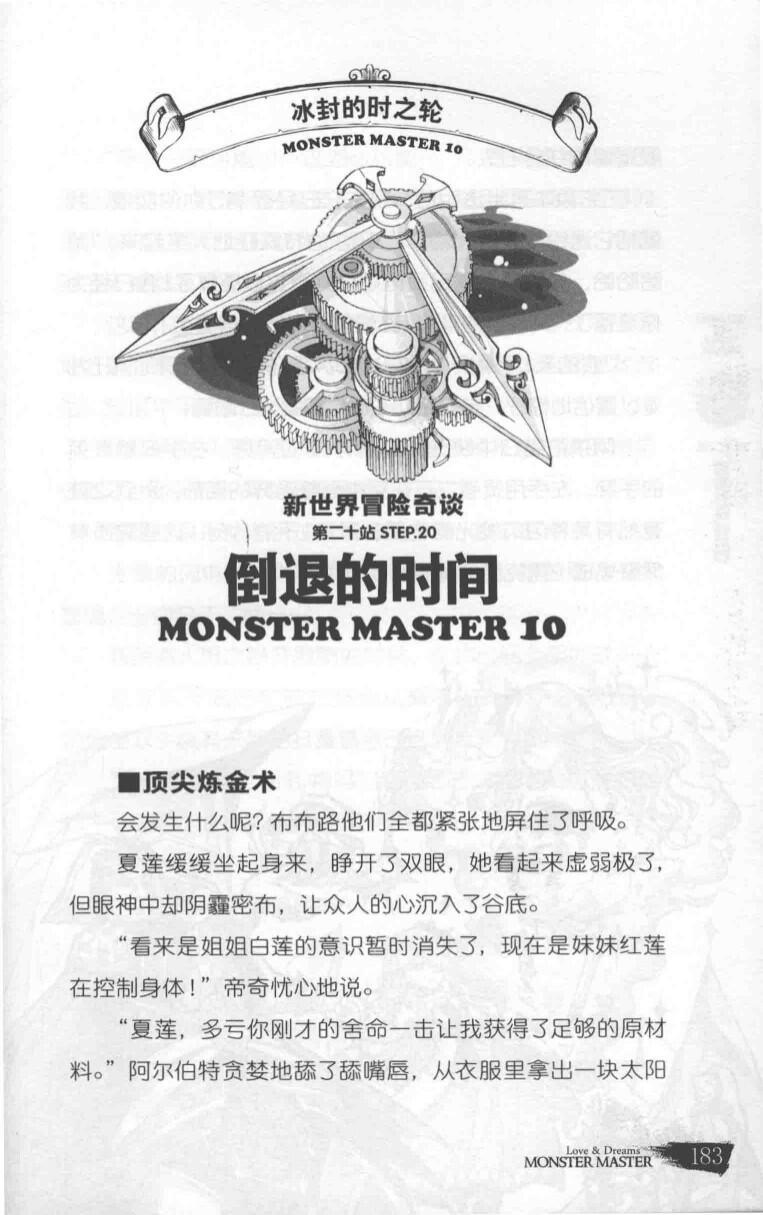 冰封的时之轮
MONSTER MASTER 10
新世界冒险奇谈
第二十站 STEP.20
倒退的时间
MONSTER MASTER 10
■顶尖炼金术
会发生什么呢？布布路他们全都紧张地屏住了呼吸。
夏莲缓缓坐起身来，睁开了双眼，她看起来虚弱极了，
但眼神中却阴霾密布，让众人的心沉入了谷底。
“看来是姐姐白莲的意识暂时消失了，现在是妹妹红莲
在控制身体！”帝奇忧心地说。
“夏莲，多亏你刚才的舍命一击让我获得了足够的原材
料。”阿尔伯特贪婪地舔了舔嘴唇，从衣服里拿出一块太阳
Love & Dreams
MONSTER MASTER
183